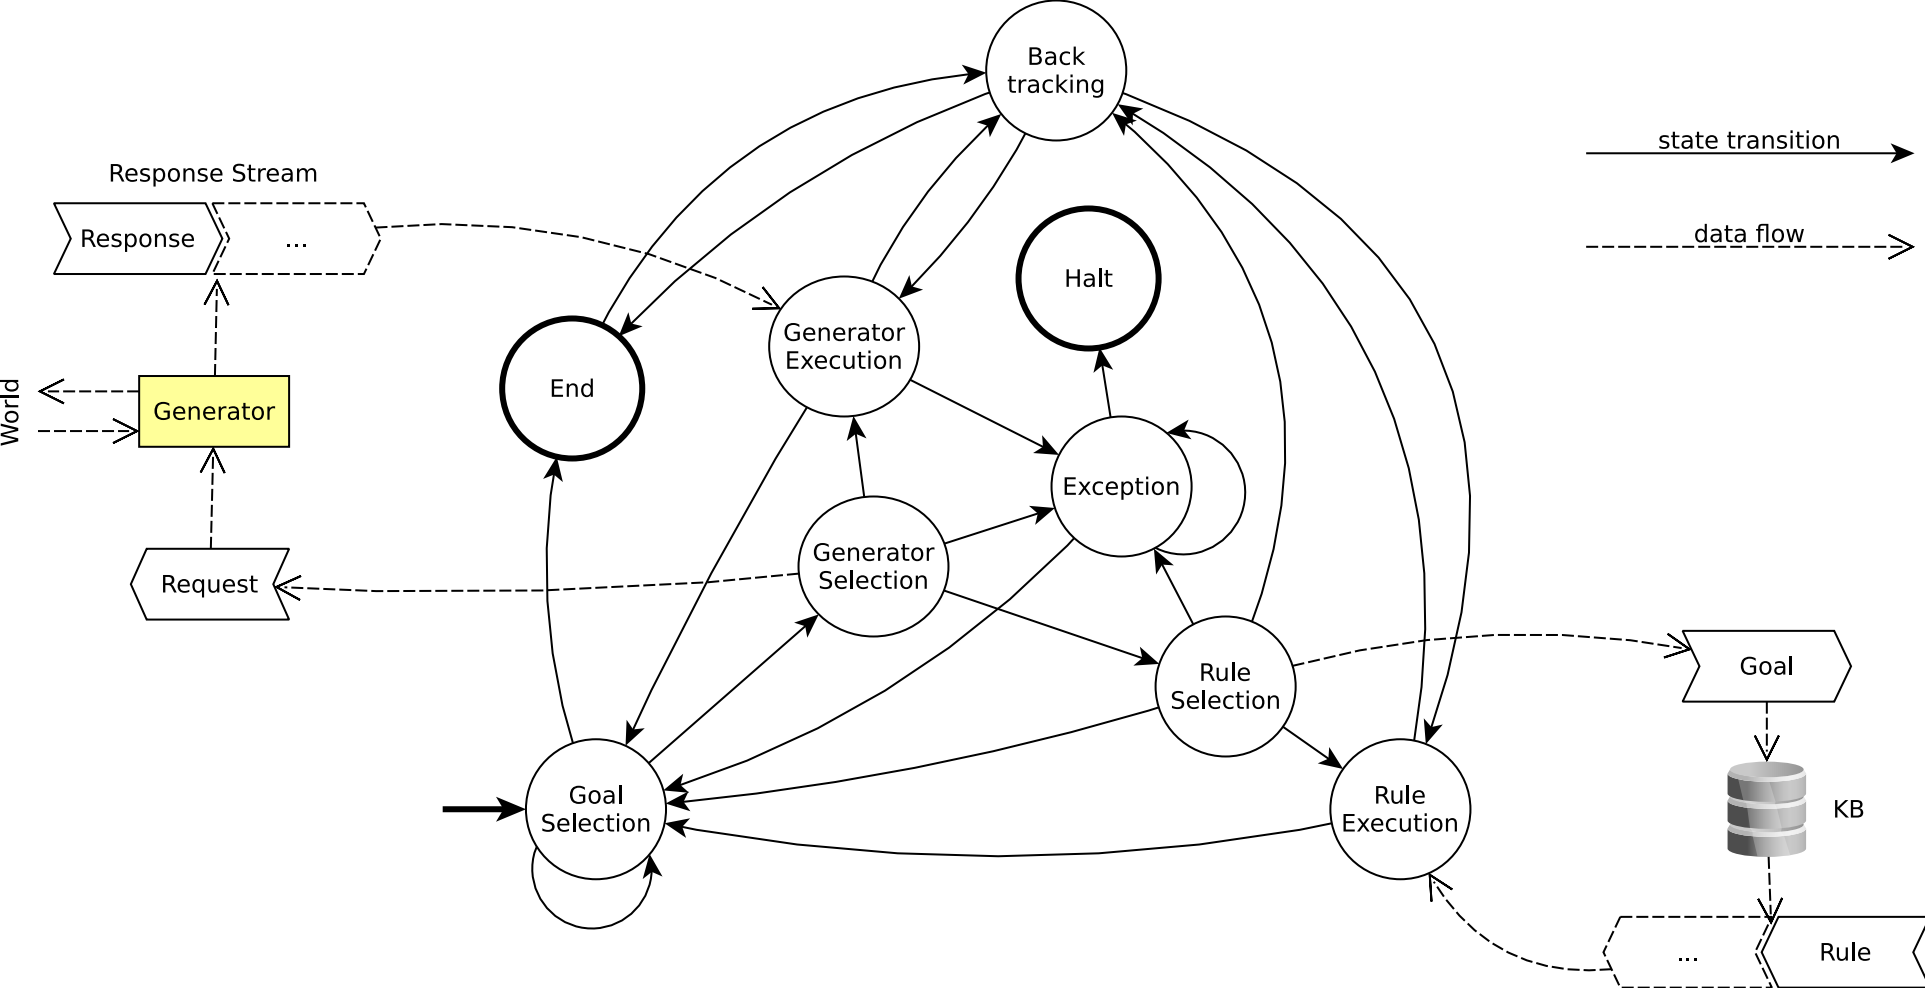 Back
tracking
state transition
Response Stream
data flow
Response
...
Halt
Generator
Execution
End
World
Generator
Exception
Generator
Selection
Request
Rule
Selection
Goal
Goal
Selection
Rule
Execution
KB
...
Rule